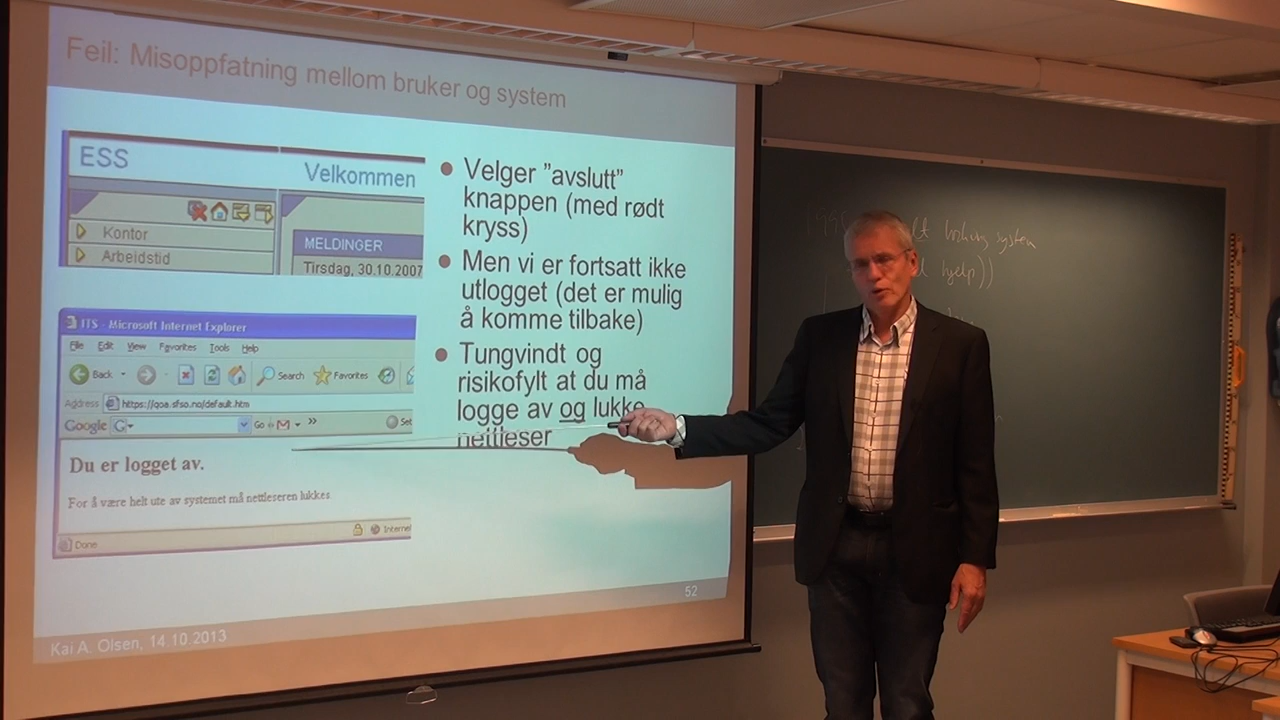 Feil: Misoppfatning mellom bruker og system
ESS
Velkommen
Kontor
Arbeidstid
MELDINGER
Tirsdag, 30.10.2007
ITS - Microsoft Internet Explorer
File Edit View Favorites Tools Help
Back Search Favorites
Address https://qoa.sfso.no/default.htm
Google G Go Set
Du er logget av.
For å være helt ute av systemet må nettleseren lukkes
Done Internet
Velger ”avslutt”
knappen (med rødt
kryss)
Men vi er fortsatt ikke
utlogget (det er mulig
å komme tilbake)
Tungvindt og
risikofylt at du må
logge av og lukke
nettleser
52
Kai A. Olsen, 14.10.2013
system
hjelp))